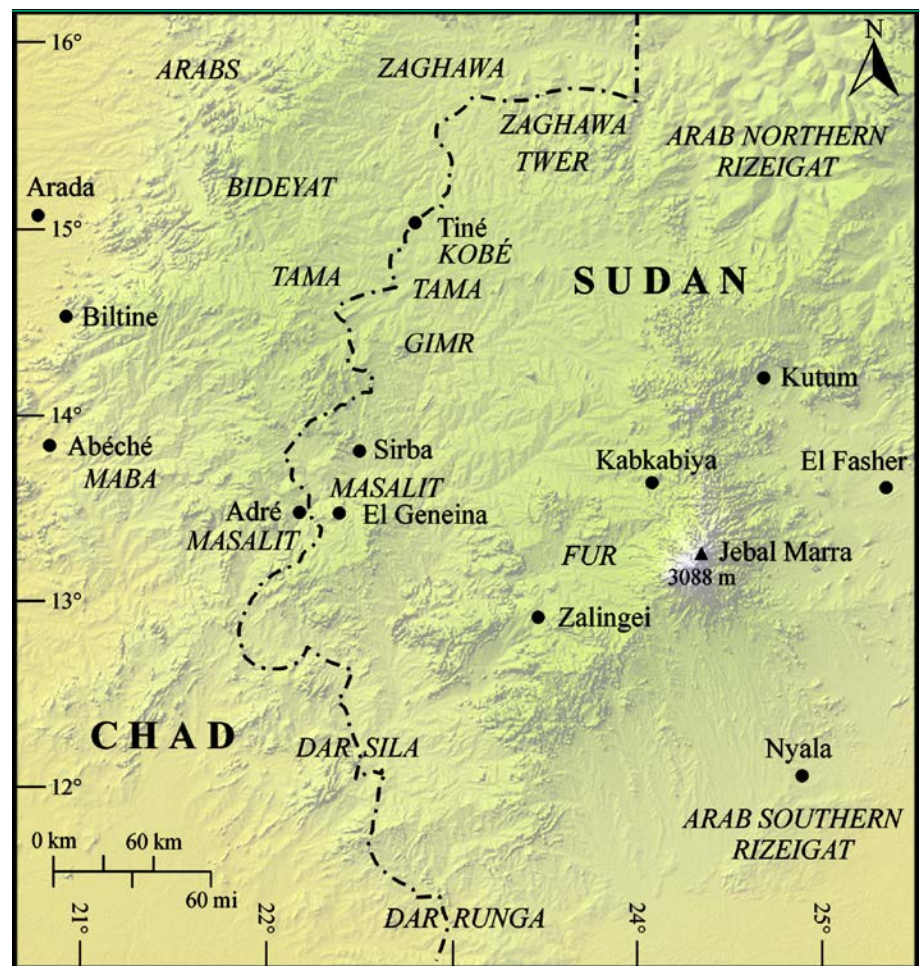 N
16°
ARABS
ZAGHAWA
ZAGHAWA
TWER
ARAB NORTHERN
RIZEIGAT
Arada
BIDEYAT
15°
Tiné
KOBÉ
TAMA
TAMA
SUDAN
Biltine
GIMR
Kutum
14°
Abéché
MABA
Sirba
MASALIT
Kabkabiya
El Fasher
Adré
El Geneina
MASALIT
FUR
Jebal Marra
3088 m
13°
Zalingei
CHAD
DAR SILA
Nyala
12°
ARAB SOUTHERN
RIZEIGAT
0 km 60 km
60 mi
DAR RUNGA
21°
22°
24°
25°